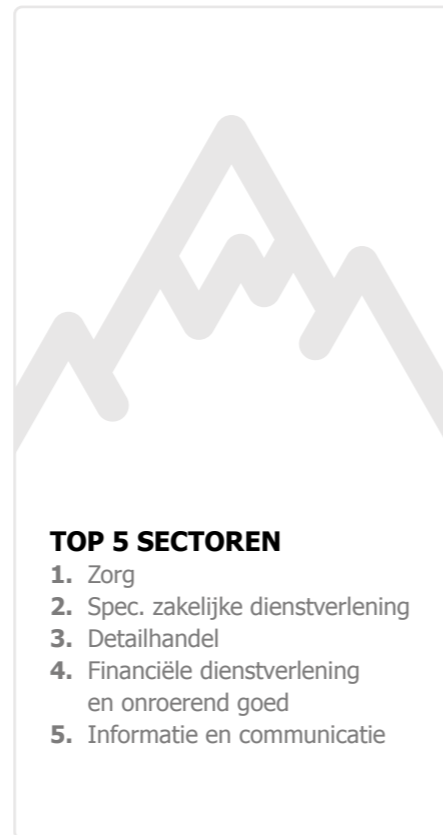 TOP 5 SECTOREN
1. Zorg
2. Spec. zakelijke dienstverlening
3. Detailhandel
4. Financiële dienstverlening
en onroerend goed
5. Informatie en communicatie